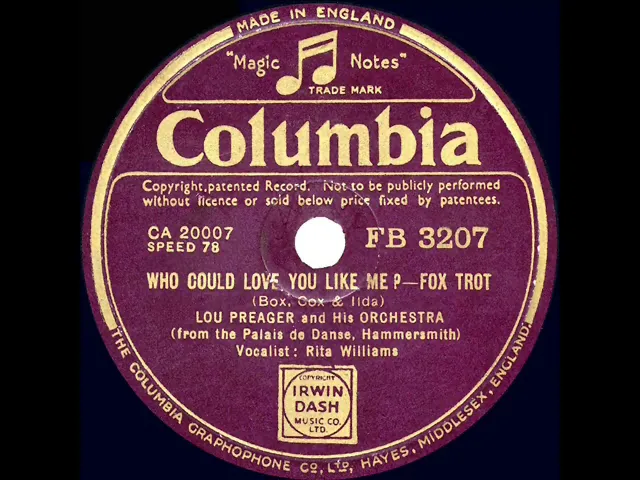 MADE IN ENGLAND
"Magic Notes"
TRADE MARK
Columbia
Copyright, patented Record. Not to be publicly performed
without licence or sold below price fixed by patentees.
CA 20007
SPEED 78
FB 3207
WHO COULD LOVE YOU LIKE ME?—FOX TROT
(Box, Cox & Ilda)
LOU PREAGER and His ORCHESTRA
(from the Palais de Danse, Hammersmith)
Vocalist: Rita Williams
COPYRIGHT
IRWIN
DASH
MUSIC CO.
LTD.
THE COLUMBIA GRAPHOPHONE CO., LTD., HAYES, MIDDLESEX, ENGLAND.